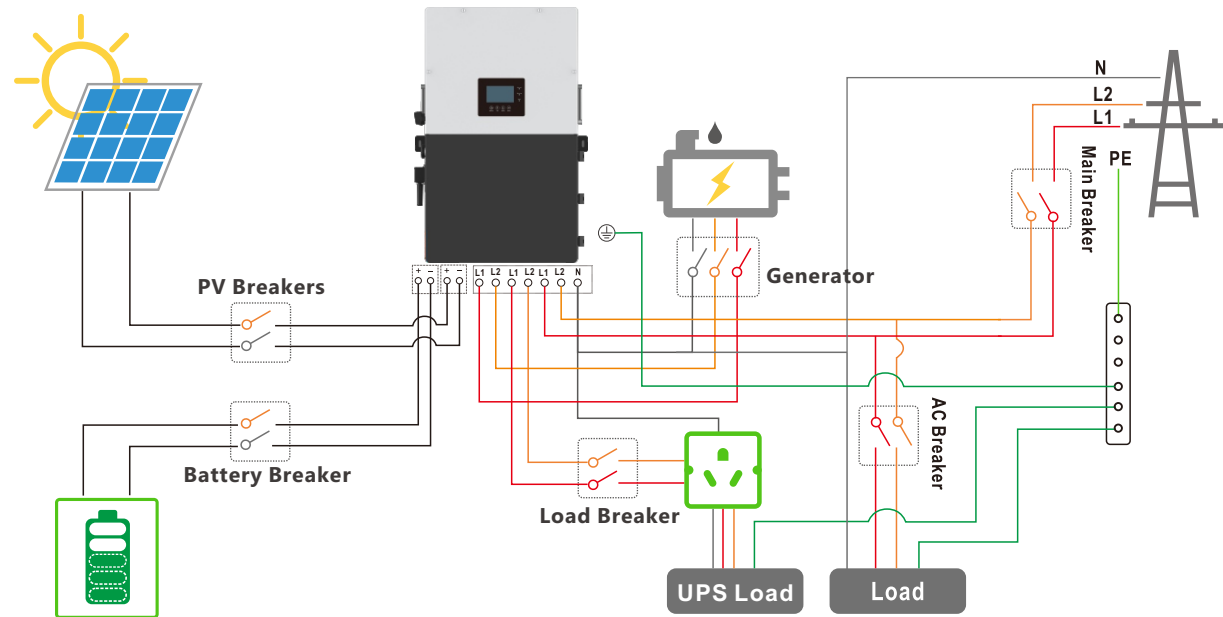 N
L2
L1
PE
Main Breaker
Generator
+ − + −
L1 L2 L1 L2 L1 L2 N
PV Breakers
AC Breaker
Battery Breaker
Load Breaker
UPS Load
Load